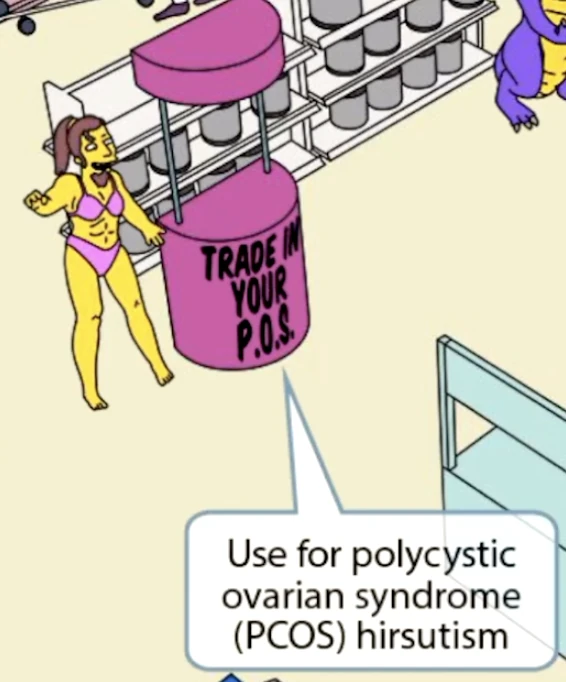 TRADE IN
YOUR
P.O.S.
Use for polycystic
ovarian syndrome
(PCOS) hirsutism